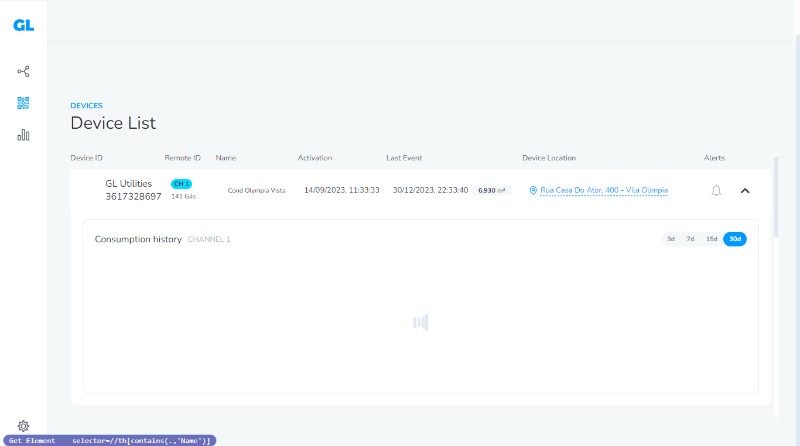 GL
DEVICES
Device List
Device ID Remote ID Name Activation Last Event Device Location Alerts
GL Utilities CH 1
3617328697 141 Gás Cond Olympia Vista 14/09/2023, 11:33:33 30/12/2023, 22:33:40 6.930 m³ Rua Casa Do Ator, 400 - Vila Olímpia
Consumption history CHANNEL 1 3d 7d 15d 30d
Get Element selector=//th[contains(.,"Name")]